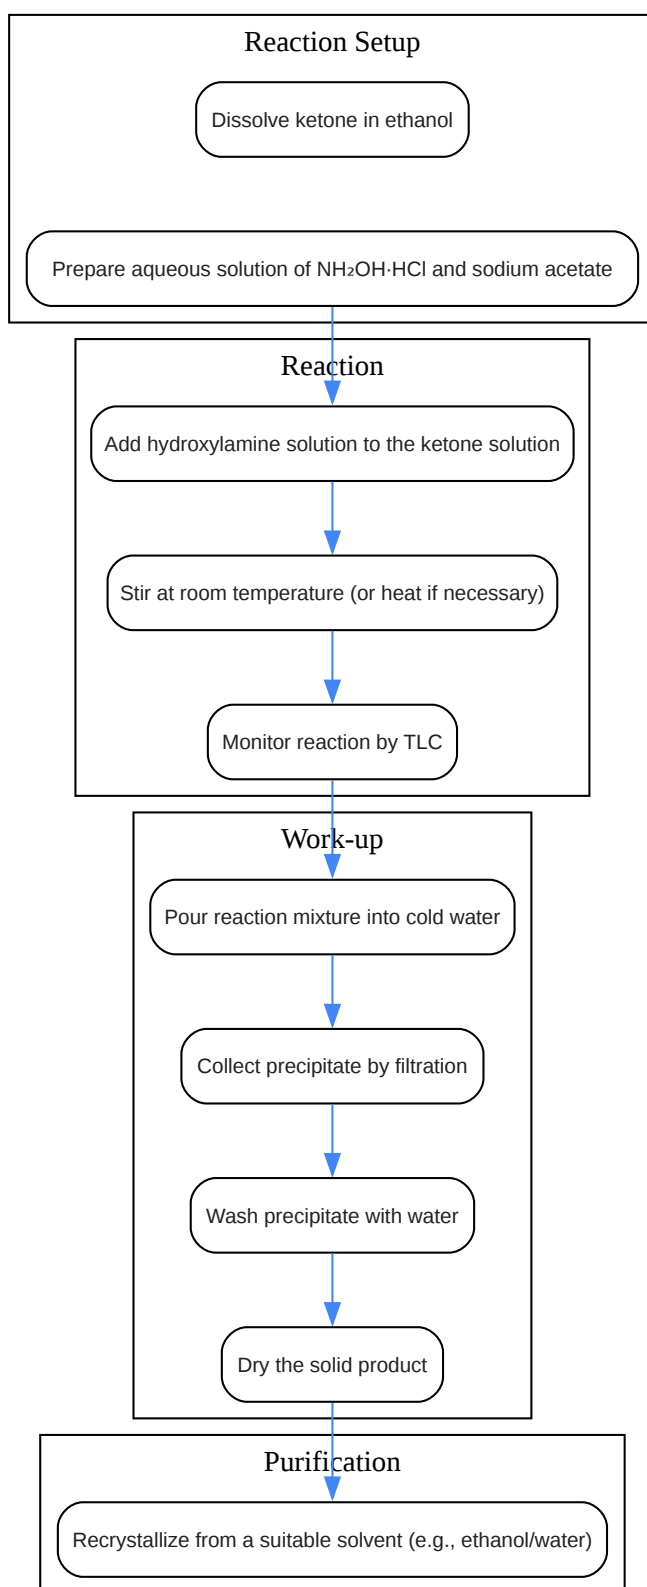 Reaction Setup
Dissolve ketone in ethanol
Prepare aqueous solution of NH₂OH·HCl and sodium acetate
Reaction
Add hydroxylamine solution to the ketone solution
Stir at room temperature (or heat if necessary)
Monitor reaction by TLC
Work-up
Pour reaction mixture into cold water
Collect precipitate by filtration
Wash precipitate with water
Dry the solid product
Purification
Recrystallize from a suitable solvent (e.g., ethanol/water)